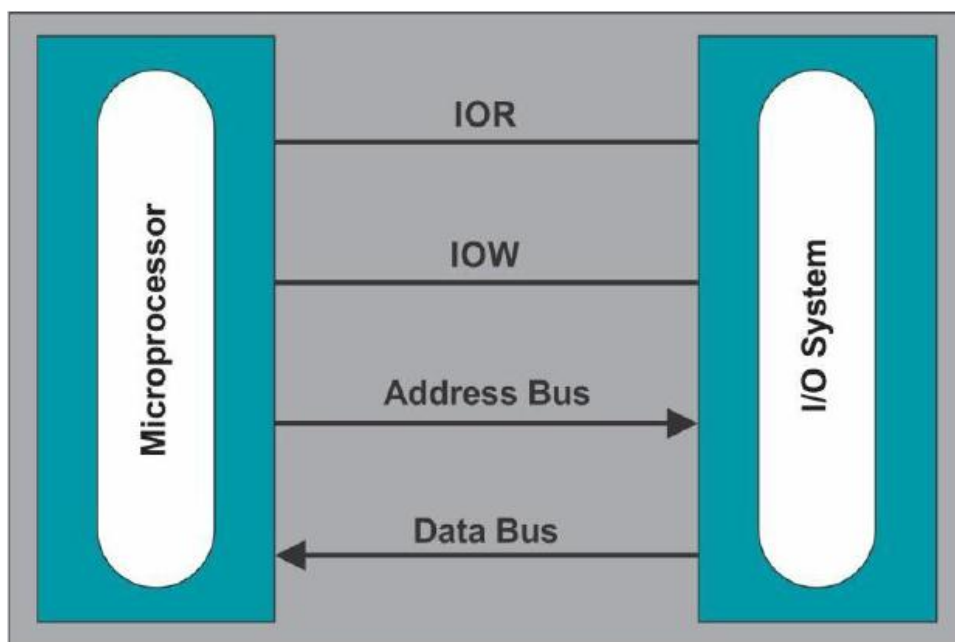 Microprocessor
IOR
IOW
Address Bus
Data Bus
I/O System